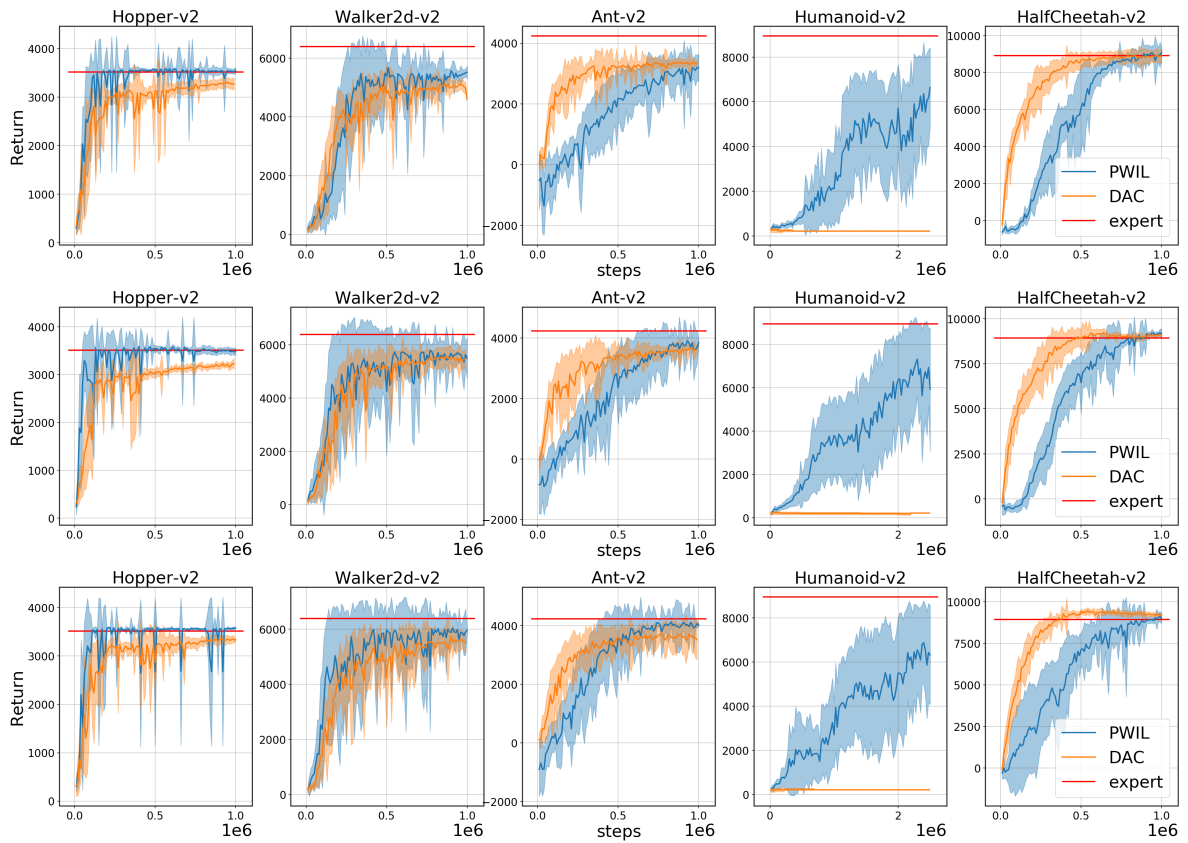 Hopper-v2 Walker2d-v2 Ant-v2 Humanoid-v2 HalfCheetah-v2
Return
4000 3000 2000 1000 0
6000 4000 2000 0
4000 2000 0 −2000
8000 6000 4000 2000 0
10000 8000 6000 4000 2000 0
PWIL
DAC
expert
0.0 0.5 1.0 0.0 0.5 1.0 0.0 0.5 1.0 0 1 2 0.0 0.5 1.0
1e6 1e6 steps 1e6 1e6 1e6
Hopper-v2 Walker2d-v2 Ant-v2 Humanoid-v2 HalfCheetah-v2
Return
4000 3000 2000 1000 0
6000 4000 2000 0
4000 2000 0 −2000
8000 6000 4000 2000 0
10000 7500 5000 2500 0
PWIL
DAC
expert
0.0 0.5 1.0 0.0 0.5 1.0 0.0 0.5 1.0 0 1 2 0.0 0.5 1.0
1e6 1e6 steps 1e6 1e6 1e6
Hopper-v2 Walker2d-v2 Ant-v2 Humanoid-v2 HalfCheetah-v2
Return
4000 3000 2000 1000 0
6000 4000 2000 0
4000 2000 0 −2000
8000 6000 4000 2000 0
10000 7500 5000 2500 0
PWIL
DAC
expert
0.0 0.5 1.0 0.0 0.5 1.0 0.0 0.5 1.0 0 1 2 0.0 0.5 1.0
1e6 1e6 steps 1e6 1e6 1e6